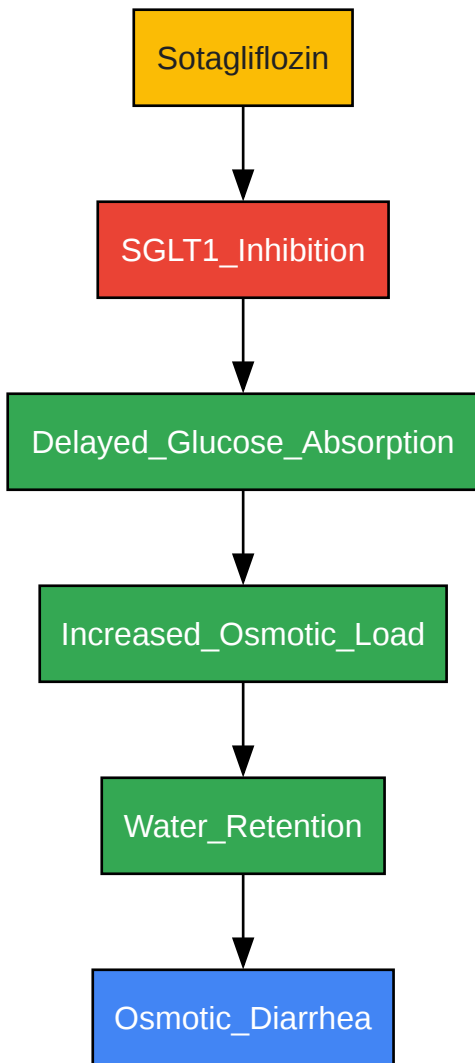 Sotagliflozin
SGLT1_Inhibition
Delayed_Glucose_Absorption
Increased_Osmotic_Load
Water_Retention
Osmotic_Diarrhea